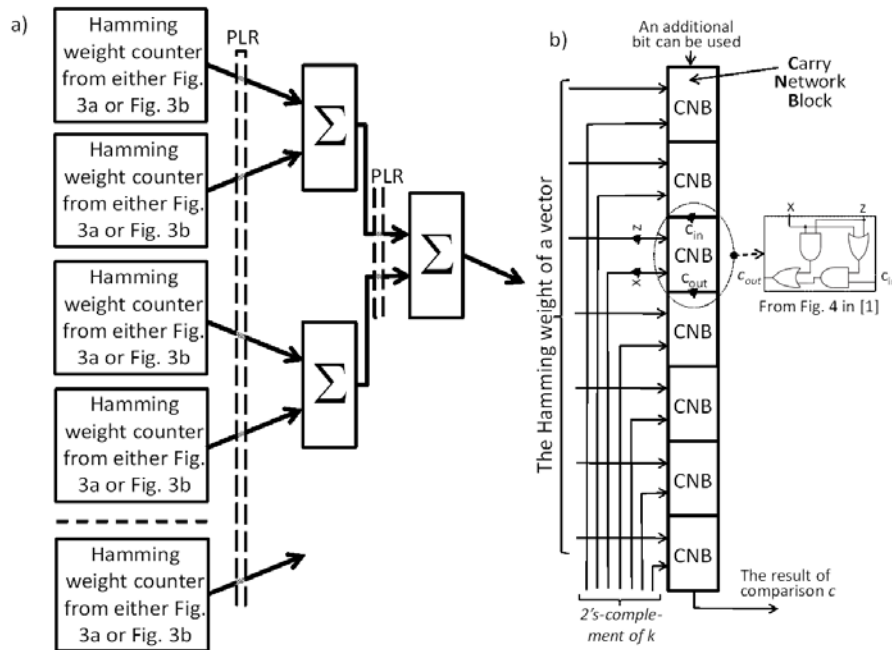 a)
Hamming
weight counter
from either Fig.
3a or Fig. 3b
Hamming
weight counter
from either Fig.
3a or Fig. 3b
Hamming
weight counter
from either Fig.
3a or Fig. 3b
Hamming
weight counter
from either Fig.
3a or Fig. 3b
Hamming
weight counter
from either Fig.
3a or Fig. 3b
PLR
Σ
Σ
PLR
Σ
b)
An additional
bit can be used
Carry
Network
Block
The Hamming weight of a vector
CNB
CNB
z
x
cin
CNB
cout
CNB
CNB
CNB
CNB
x
z
cout
From Fig. 4 in [1]
2's-comple-
ment of k
The result of
comparison c